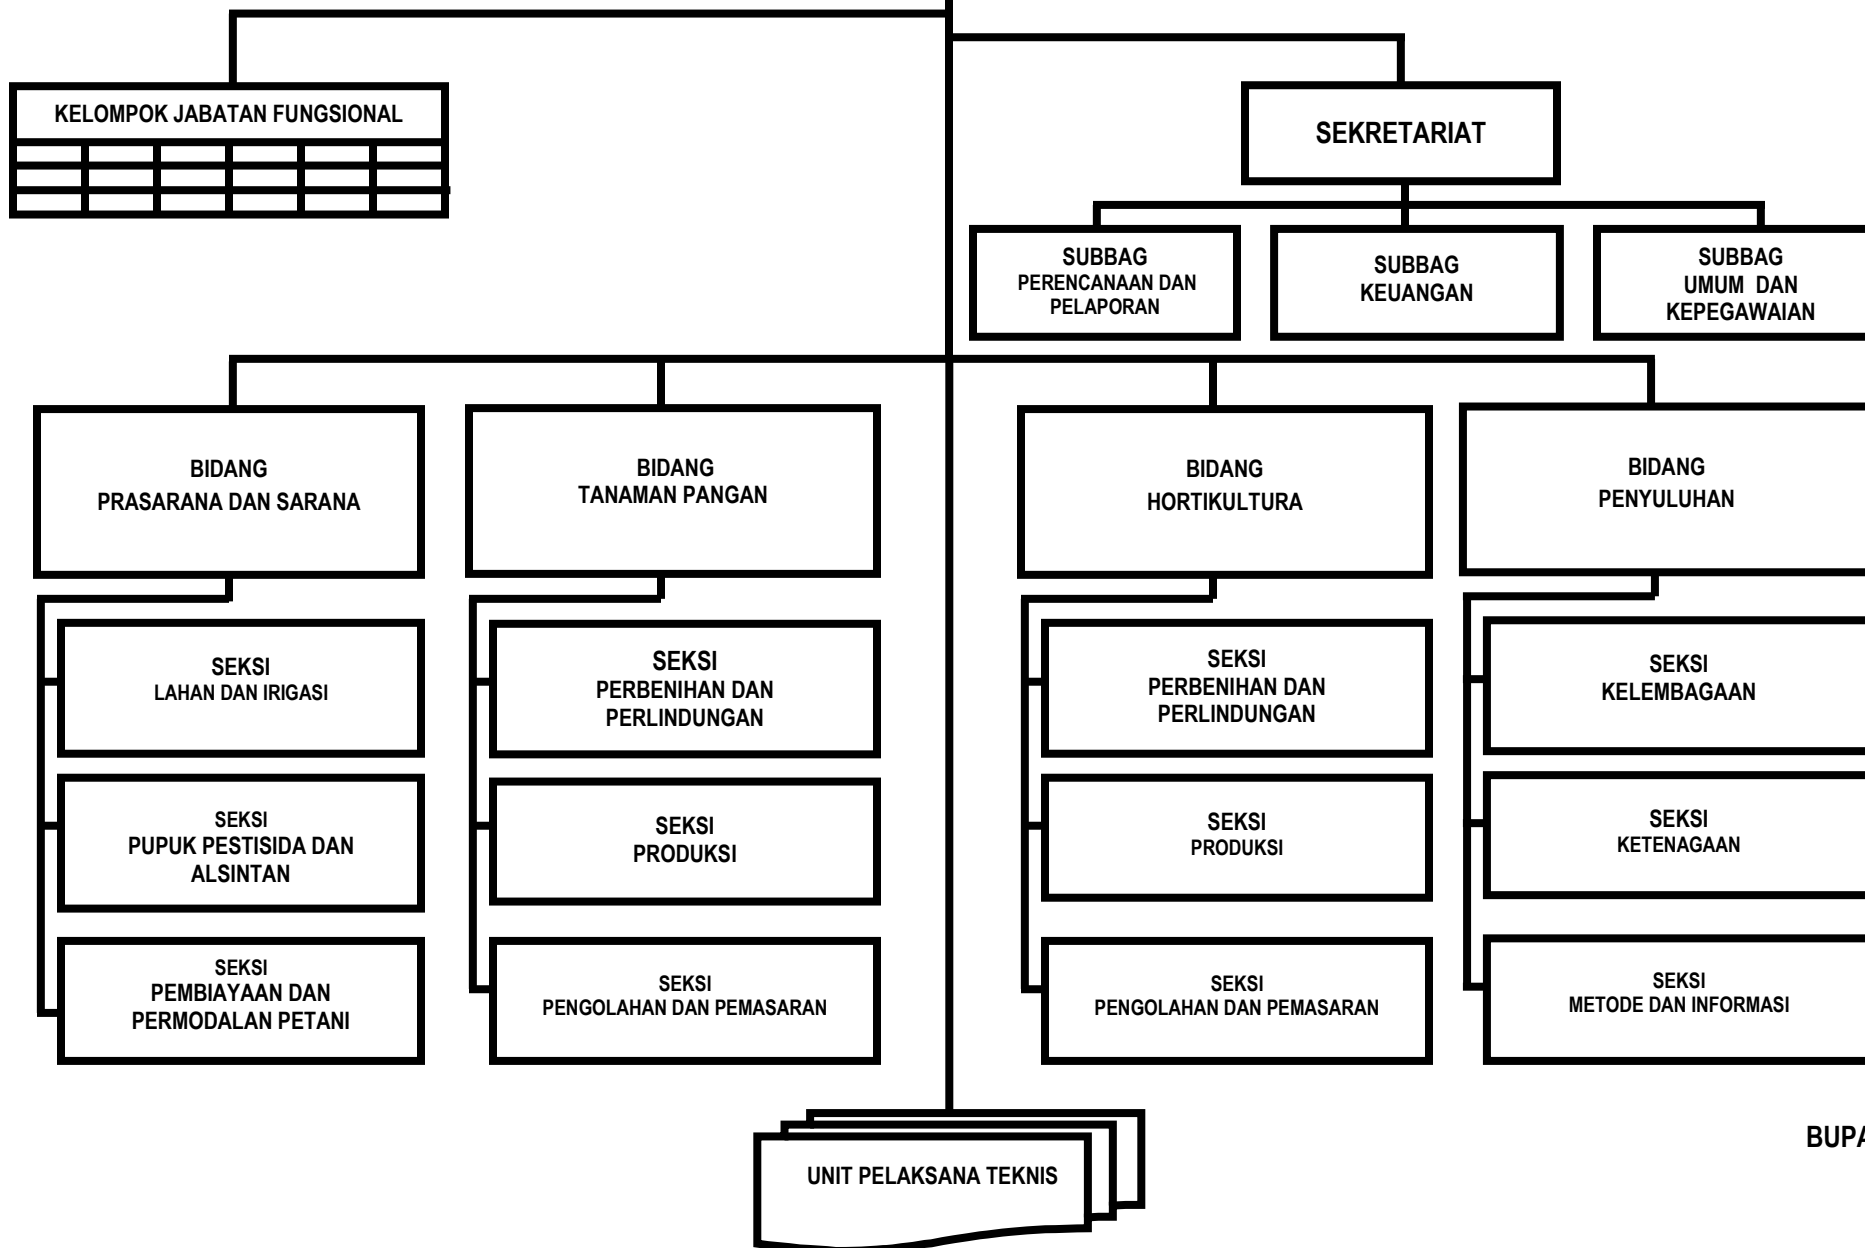 KELOMPOK JABATAN FUNGSIONAL
SEKRETARIAT
SUBBAG
PERENCANAAN DAN
PELAPORAN
SUBBAG
KEUANGAN
SUBBAG
UMUM DAN
KEPEGAWAIAN
BIDANG
PRASARANA DAN SARANA
BIDANG
TANAMAN PANGAN
BIDANG
HORTIKULTURA
BIDANG
PENYULUHAN
SEKSI
LAHAN DAN IRIGASI
SEKSI
PERBENIHAN DAN
PERLINDUNGAN
SEKSI
PERBENIHAN DAN
PERLINDUNGAN
SEKSI
KELEMBAGAAN
SEKSI
PUPUK PESTISIDA DAN
ALSINTAN
SEKSI
PRODUKSI
SEKSI
PRODUKSI
SEKSI
KETENAGAAN
SEKSI
PEMBIAYAAN DAN
PERMODALAN PETANI
SEKSI
PENGOLAHAN DAN PEMASARAN
SEKSI
PENGOLAHAN DAN PEMASARAN
SEKSI
METODE DAN INFORMASI
UNIT PELAKSANA TEKNIS